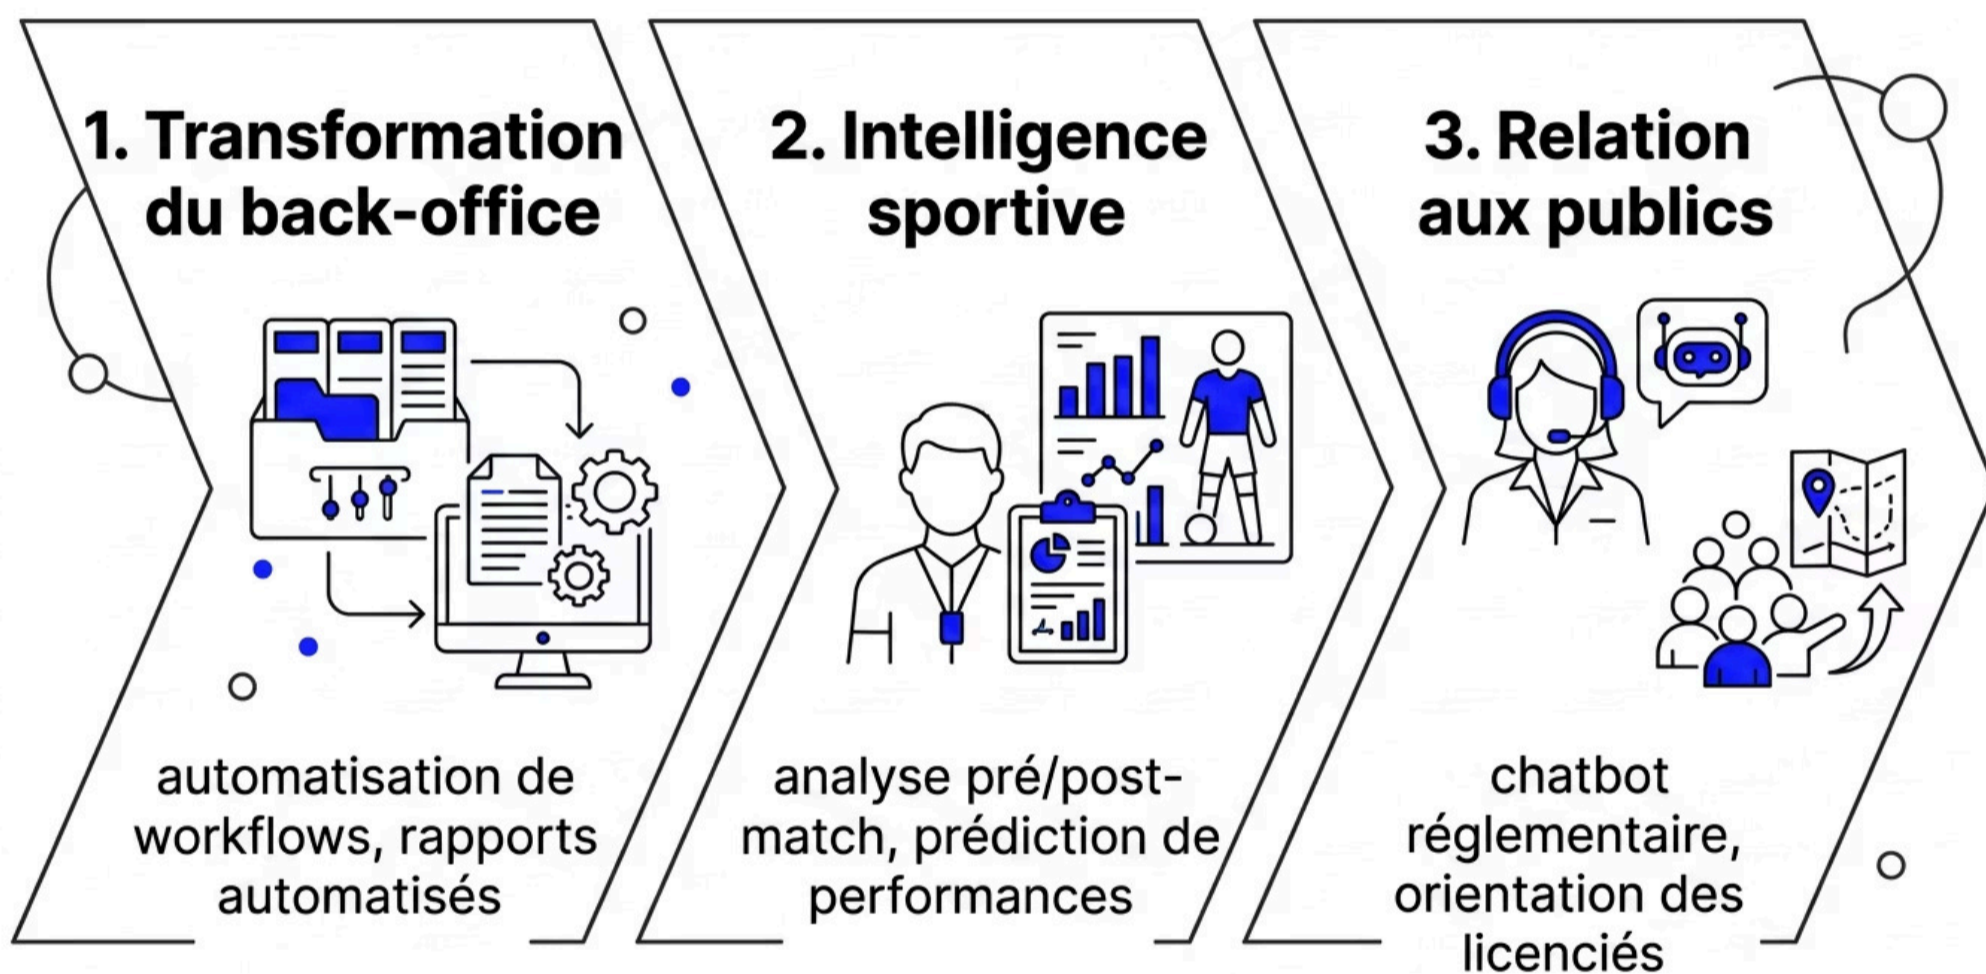 1. Transformation
du back-office
automatisation de
workflows, rapports
automatisés
2. Intelligence
sportive
analyse pré/post-
match, prédiction de
performances
3. Relation
aux publics
chatbot
réglementaire,
orientation des
licenciés